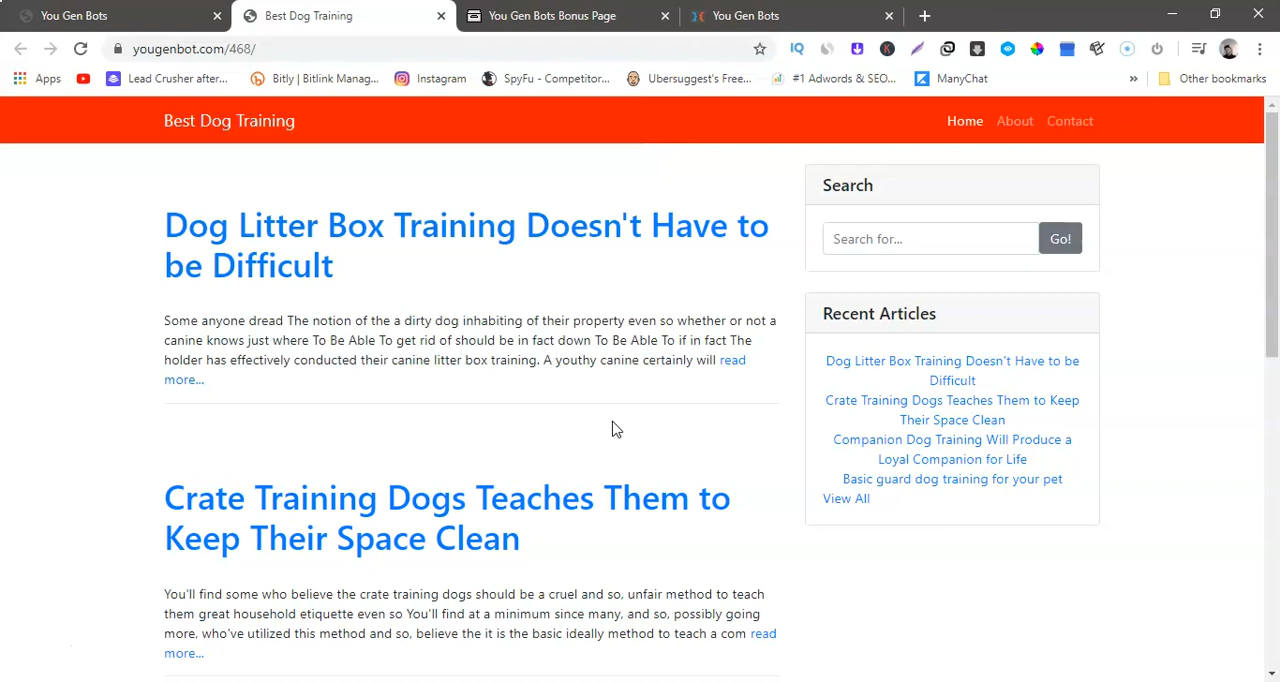 You Gen Bots
Best Dog Training
You Gen Bots Bonus Page
You Gen Bots
yougenbot.com/468/
Apps
Lead Crusher after...
Bitly | Bitlink Manag...
Instagram
SpyFu - Competitor...
Ubersuggest's Free...
#1 Adwords & SEO...
ManyChat
»
Other bookmarks
Best Dog Training
Home About Contact
Dog Litter Box Training Doesn't Have to
be Difficult
Some anyone dread The notion of the a dirty dog inhabiting of their property even so whether or not a
canine knows just where To Be Able To get rid of should be in fact down To Be Able To if in fact The
holder has effectively conducted their canine litter box training. A youthy canine certainly will read
more...
Crate Training Dogs Teaches Them to
Keep Their Space Clean
You'll find some who believe the crate training dogs should be a cruel and so, unfair method to teach
them great household etiquette even so You'll find at a minimum since many, and so, possibly going
more, who've utilized this method and so, believe the it is the basic ideally method to teach a com read
more...
Search
Search for... Go!
Recent Articles
Dog Litter Box Training Doesn't Have to be
Difficult
Crate Training Dogs Teaches Them to Keep
Their Space Clean
Companion Dog Training Will Produce a
Loyal Companion for Life
Basic guard dog training for your pet
View All